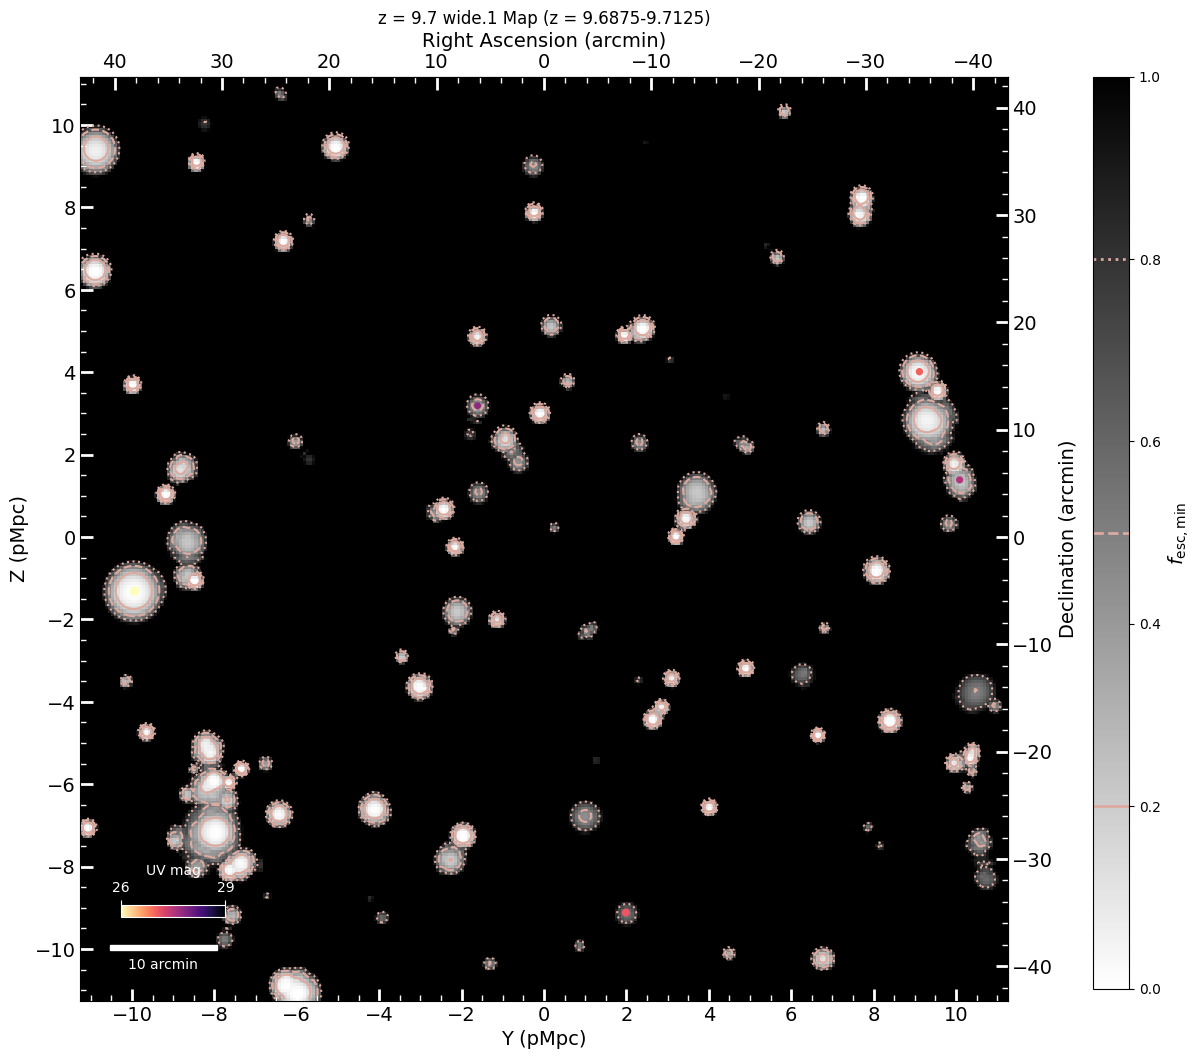 z = 9.7 wide.1 Map (z = 9.6875-9.7125)
Right Ascension (arcmin)
40 30 20 10 0 −10 −20 −30 −40
10 8 6 4 2 0 −2 −4 −6 −8 −10
Z (pMpc)
UV mag
26 29
10 arcmin
−10 −8 −6 −4 −2 0 2 4 6 8 10
Y (pMpc)
40 30 20 10 0 −10 −20 −30 −40
Declination (arcmin)
1.0 0.8 0.6 0.4 0.2 0.0
fesc, min